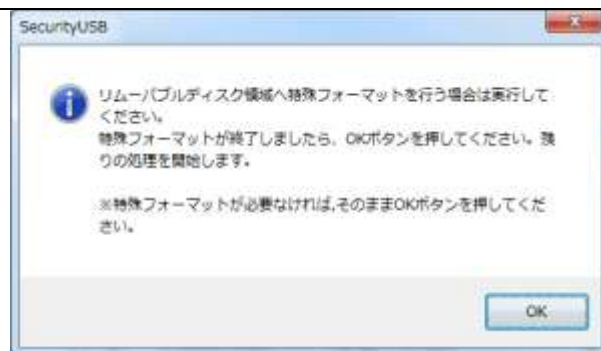 SecurityUSB
リムーバブルディスク領域へ特殊フォーマットを行う場合は実行して
ください。
特殊フォーマットが終了しましたら、OKボタンを押してください。残
りの処理を開始します。
※特殊フォーマットが必要なければ,そのままOKボタンを押してくだ
さい。
OK